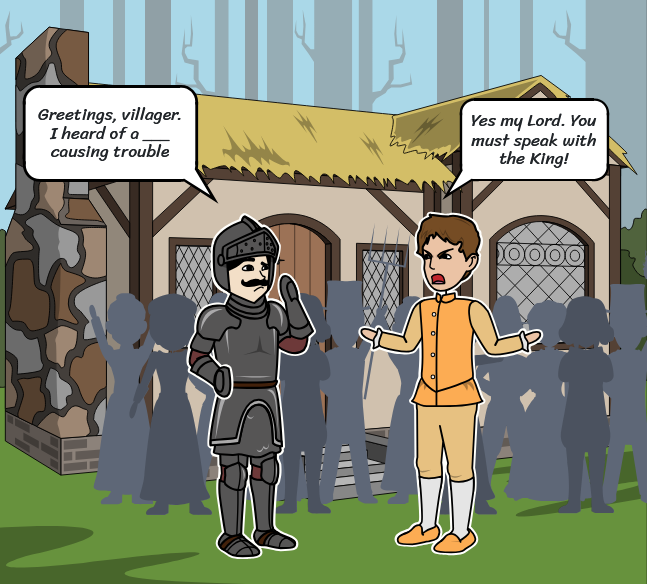 Greetings, villager.
I heard of a ___
causing trouble
Yes my Lord. You
must speak with
the King!